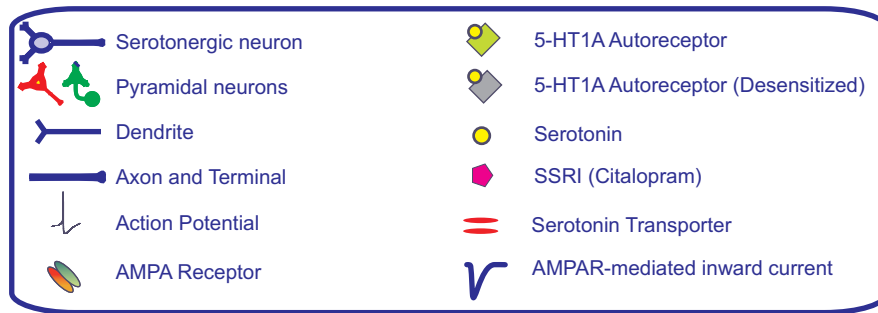 Serotonergic neuron
Pyramidal neurons
Dendrite
Axon and Terminal
Action Potential
AMPA Receptor
5-HT1A Autoreceptor
5-HT1A Autoreceptor (Desensitized)
Serotonin
SSRI (Citalopram)
Serotonin Transporter
AMPAR-mediated inward current